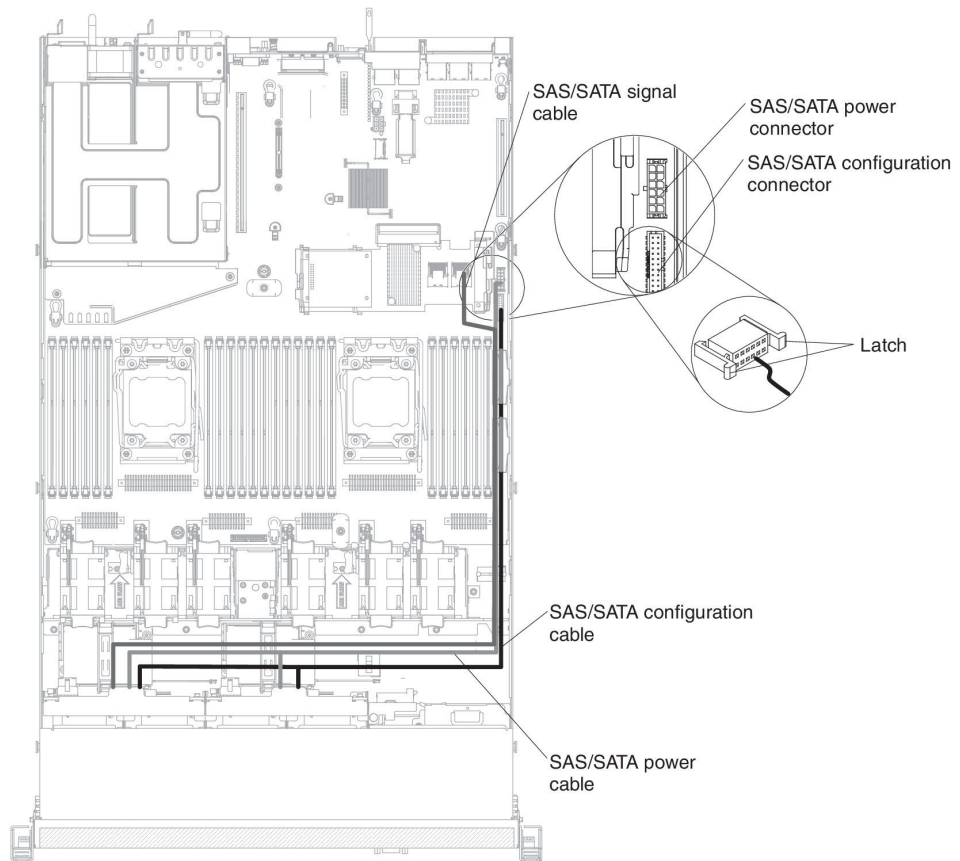 SAS/SATA signal
cable
SAS/SATA power
connector
SAS/SATA configuration
connector
Latch
SAS/SATA configuration
cable
SAS/SATA power
cable